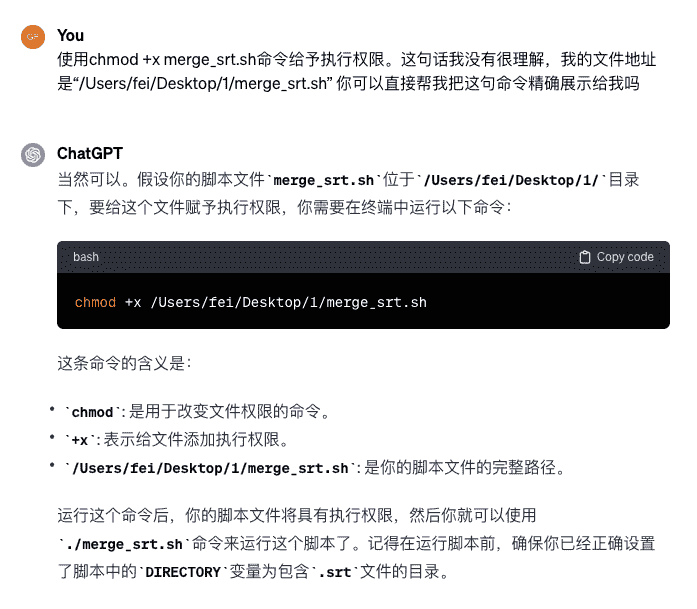 You
使用chmod +x merge_srt.sh命令给予执行权限。这句话我没有很理解，我的文件地址
是“/Users/fei/Desktop/1/merge_srt.sh” 你可以直接帮我把这句命令精确展示给我吗
ChatGPT
当然可以。假设你的脚本文件`merge_srt.sh`位于`/Users/fei/Desktop/1/`目录
下，要给这个文件赋予执行权限，你需要在终端中运行以下命令：
bash Copy code
chmod +x /Users/fei/Desktop/1/merge_srt.sh
这条命令的含义是：
• `chmod`: 是用于改变文件权限的命令。
• `+x`: 表示给文件添加执行权限。
• `/Users/fei/Desktop/1/merge_srt.sh`: 是你的脚本文件的完整路径。
运行这个命令后，你的脚本文件将具有执行权限，然后你就可以使用
`./merge_srt.sh`命令来运行这个脚本了。记得在运行脚本前，确保你已经正确设置
了脚本中的`DIRECTORY`变量为包含`.srt`文件的目录。